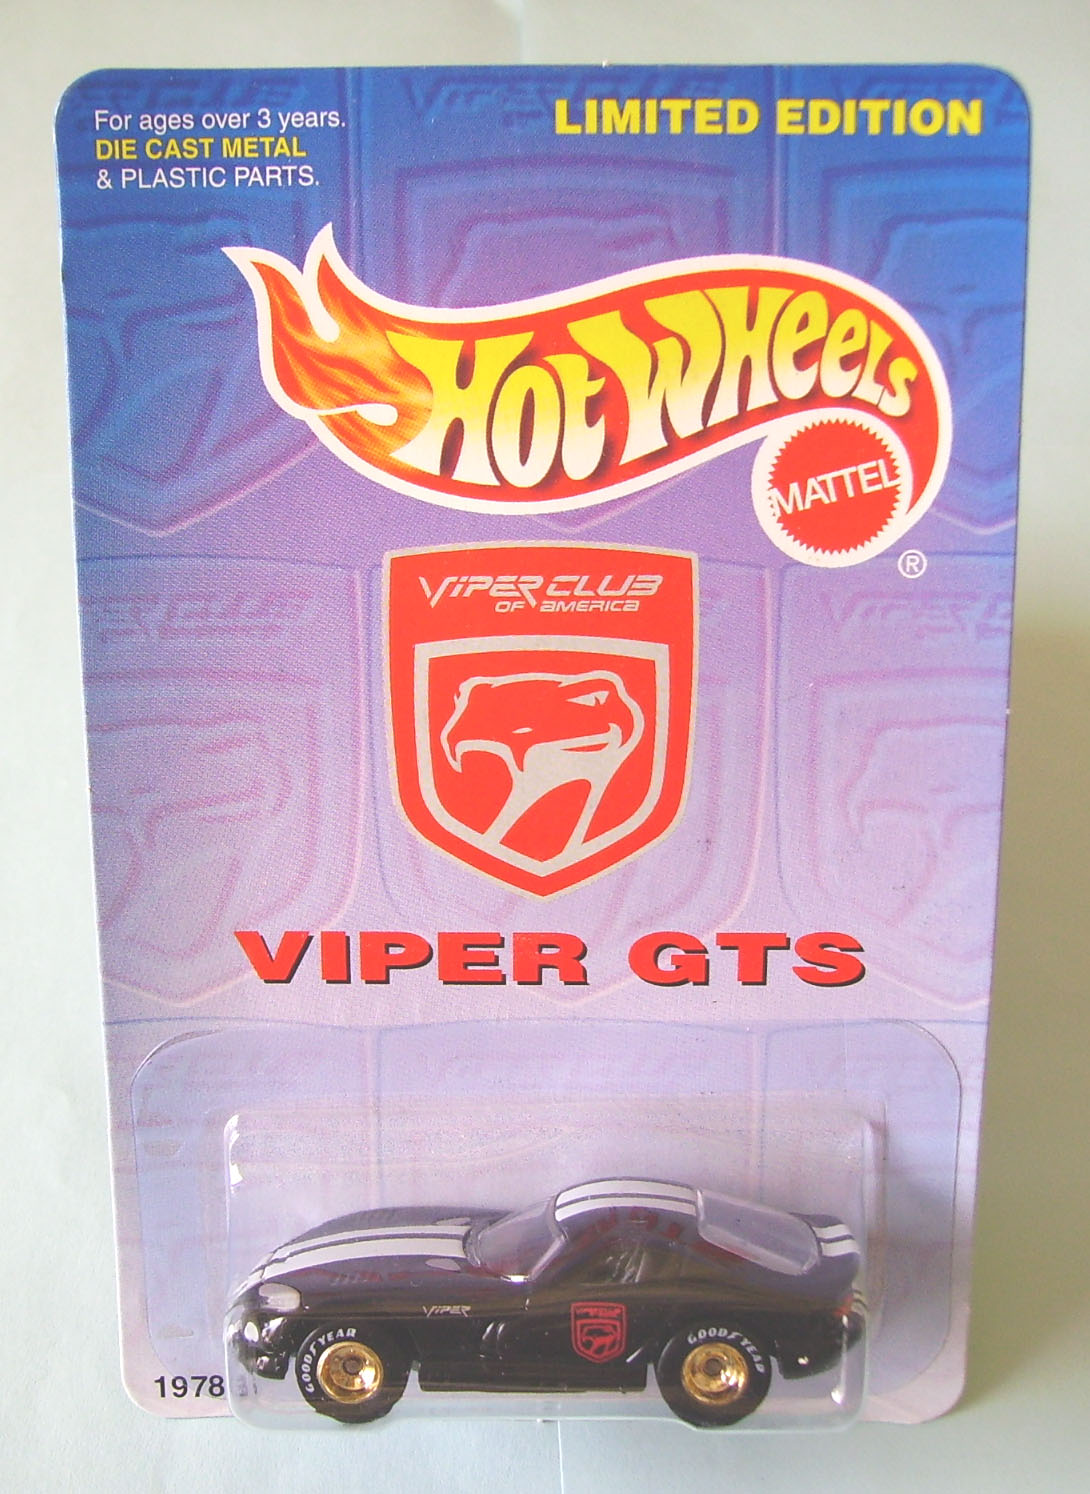 For ages over 3 years.
DIE CAST METAL
& PLASTIC PARTS.
LIMITED EDITION
HOT WHEELS
MATTEL
®
VIPER CLUB
OF AMERICA
VIPER GTS
VIPER
GOODYEAR
GOODYEAR
1978